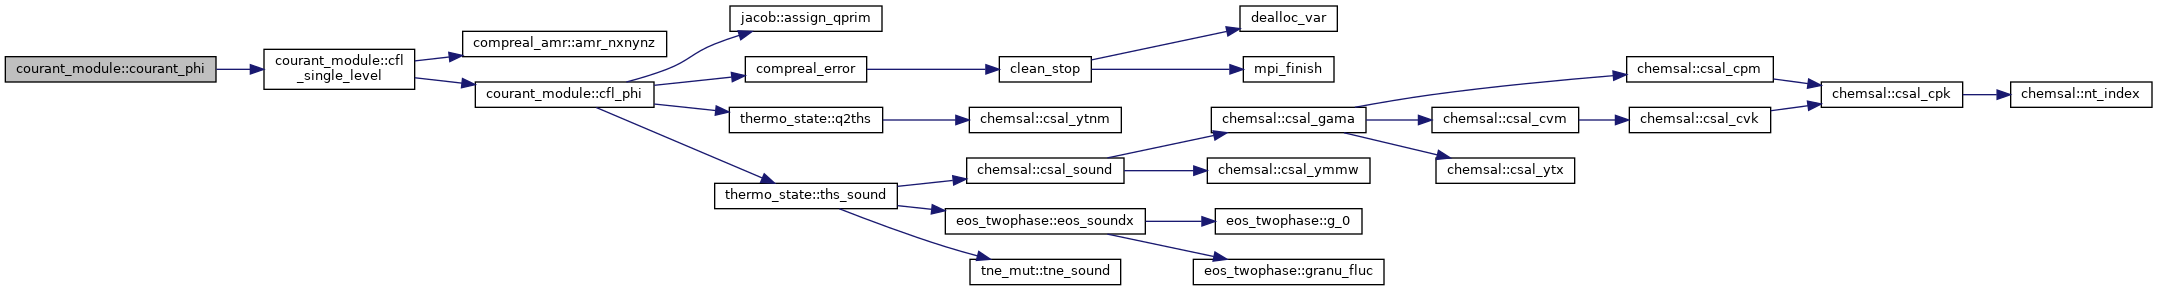 courant_module::courant_phi
courant_module::cfl
_single_level
compreal_amr::amr_nxnynz
courant_module::cfl_phi
jacob::assign_qprim
compreal_error
thermo_state::q2ths
thermo_state::ths_sound
clean_stop
dealloc_var
mpi_finish
chemsal::csal_ytnm
chemsal::csal_sound
eos_twophase::eos_soundx
tne_mut::tne_sound
chemsal::csal_gama
chemsal::csal_ymmw
eos_twophase::g_0
eos_twophase::granu_fluc
chemsal::csal_cpm
chemsal::csal_cvm
chemsal::csal_ytx
chemsal::csal_cvk
chemsal::csal_cpk
chemsal::nt_index